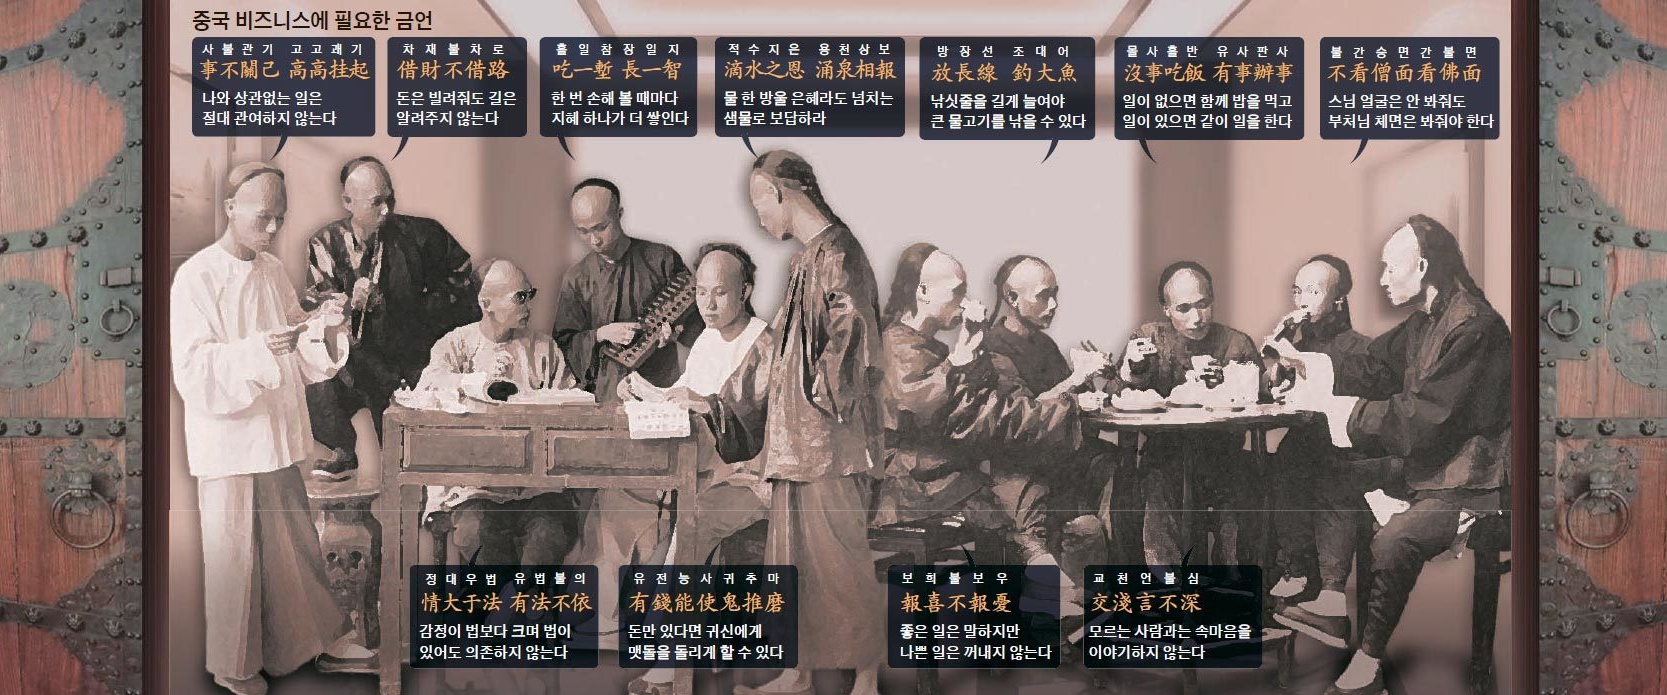 중국 비즈니스에 필요한 금언
사 불 관 기 고 고 괘 기
事不關己 高高挂起
나와 상관없는 일은
절대 관여하지 않는다
차 재 불 차 로
借財不借路
돈은 빌려줘도 길은
알려주지 않는다
흘 일 참 장 일 지
吃一塹 長一智
한 번 손해 볼 때마다
지혜 하나가 더 쌓인다
적 수 지 은 용 천 상 보
滴水之恩 涌泉相報
물 한 방울 은혜라도 넘치는
샘물로 보답하라
방 장 선 조 대 어
放長線 釣大魚
낚싯줄을 길게 늘여야
큰 물고기를 낚을 수 있다
몰 사 흘 반 유 사 판 사
沒事吃飯 有事辦事
일이 없으면 함께 밥을 먹고
일이 있으면 같이 일을 한다
불 간 승 면 간 불 면
不看僧面看佛面
스님 얼굴은 안 봐줘도
부처님 체면은 봐줘야 한다
정 대 우 법 유 법 불 의
情大于法 有法不依
감정이 법보다 크며 법이
있어도 의존하지 않는다
유 전 능 사 귀 추 마
有錢能使鬼推磨
돈만 있다면 귀신에게
맷돌을 돌리게 할 수 있다
보 희 불 보 우
報喜不報憂
좋은 일은 말하지만
나쁜 일은 꺼내지 않는다
교 천 언 불 심
交淺言不深
모르는 사람과는 속마음을
이야기하지 않는다